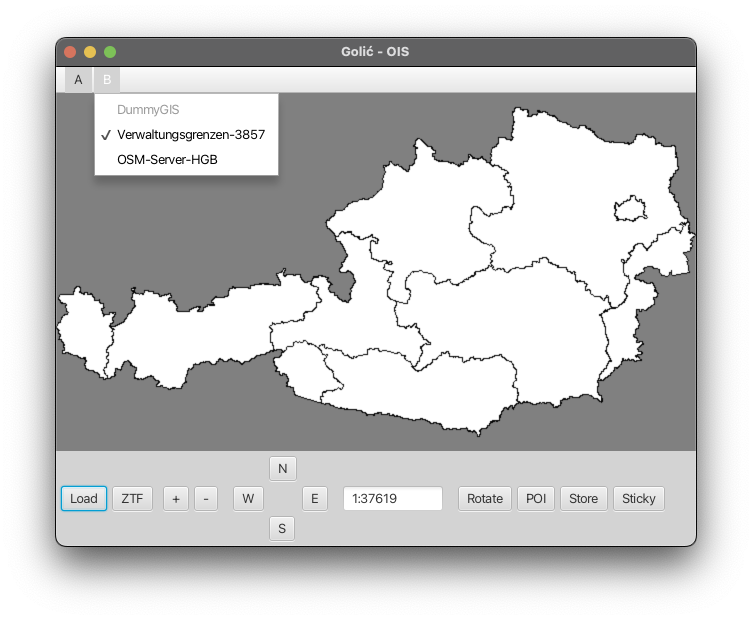 Golić - OIS
A B
DummyGIS
✓ Verwaltungsgrenzen-3857
OSM-Server-HGB
N
Load ZTF + - W E 1:37619 Rotate POI Store Sticky
S